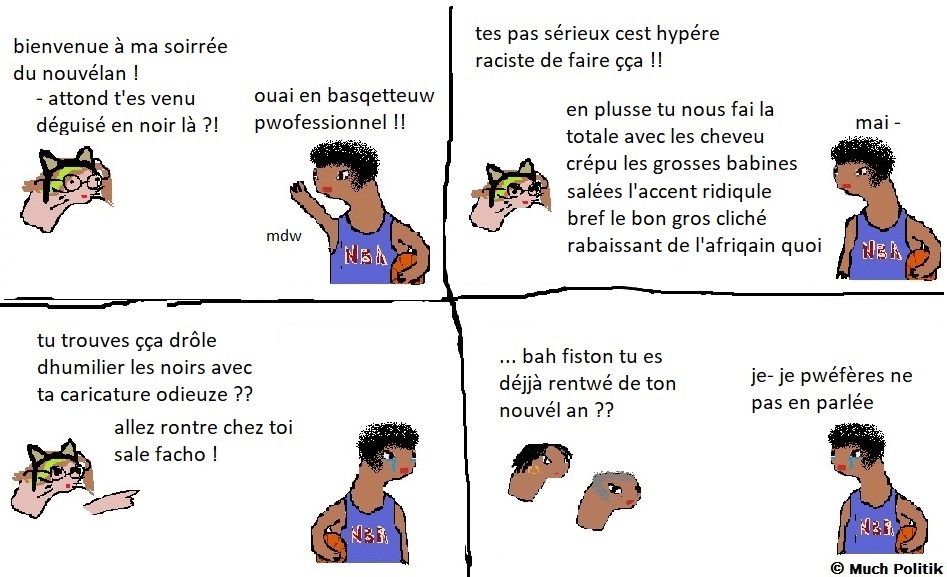 bienvenue à ma soirrée
du nouvélan !
- attond t'es venu
déguisé en noir là ?!
ouai en basqetteuw
pwofessionnel !!
mdw
NBA
tes pas sérieux cest hypére
raciste de faire çça !!
en plusse tu nous fai la
totale avec les cheveu
crépu les grosses babines
salées l'accent ridiqule
bref le bon gros cliché
rabaissant de l'afriqain quoi
mai -
NBA
tu trouves çça drôle
dhumilier les noirs avec
ta caricature odieuze ??
allez rontre chez toi
sale facho !
NBA
... bah fiston tu es
déjjà rentwé de ton
nouvél an ??
je- je pwéfères ne
pas en parlée
NBA
© Much Politik